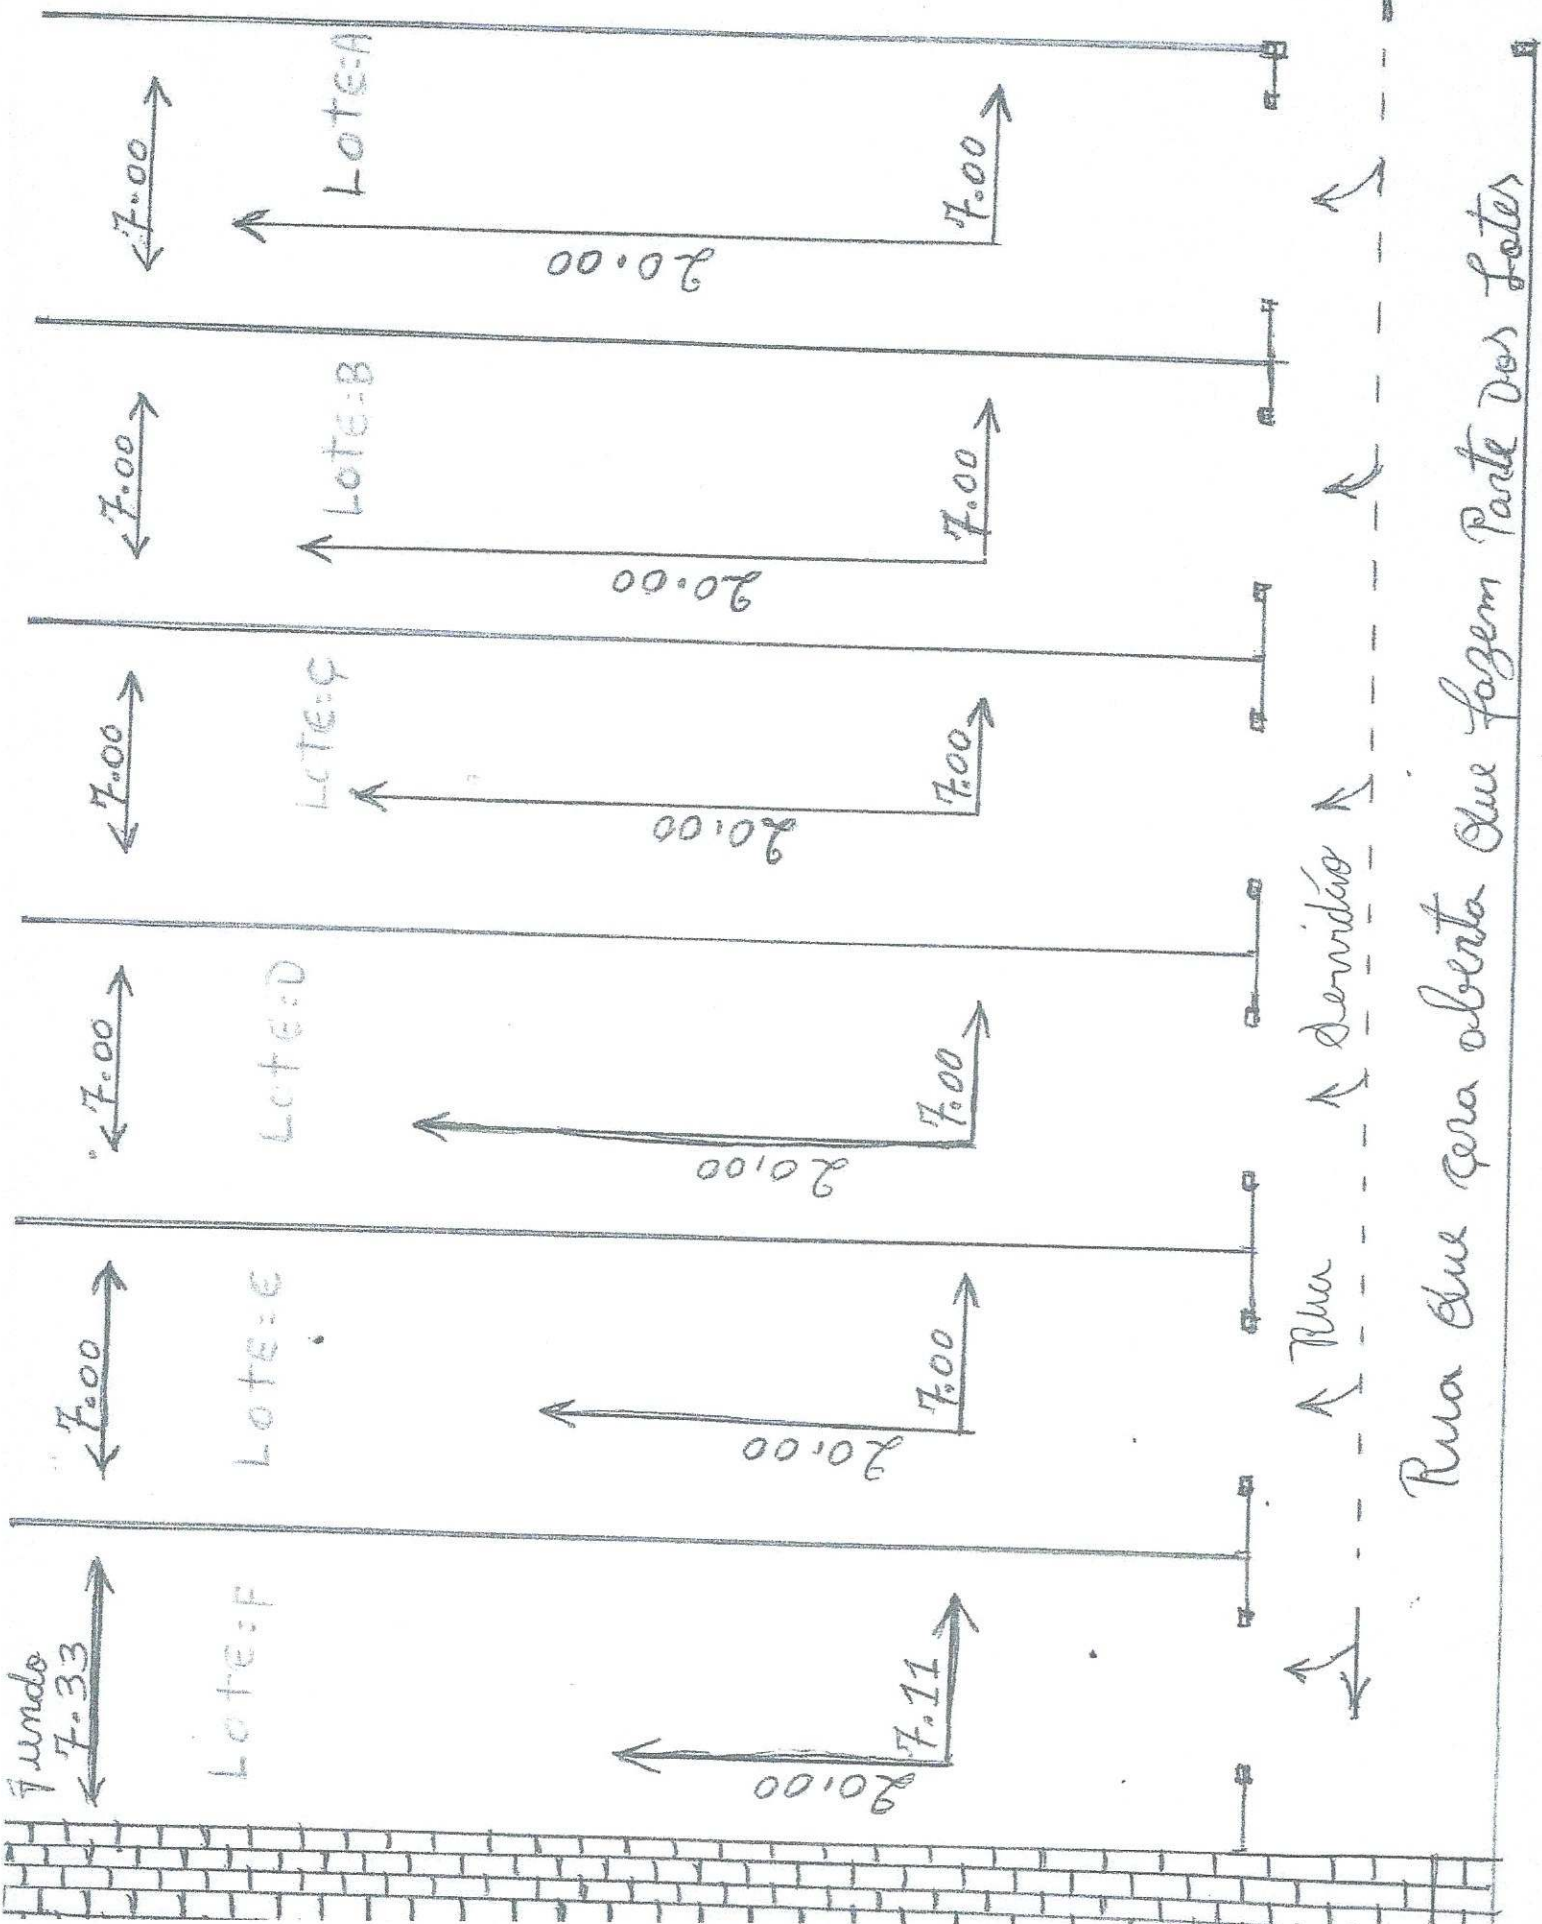 Fundo
7.33
7.00
7.00
7.00
7.00
7.00
Lote=F
Lote=E
Lote=D
Lote=C
Lote=B
Lote=A
20,00
7.11
20,00
7.00
20,00
7.00
20,00
7.00
20.00
7.00
20.00
7.00
Rua Servidão
Rua Que çera aberta Que fazem Parte Dos Lotes